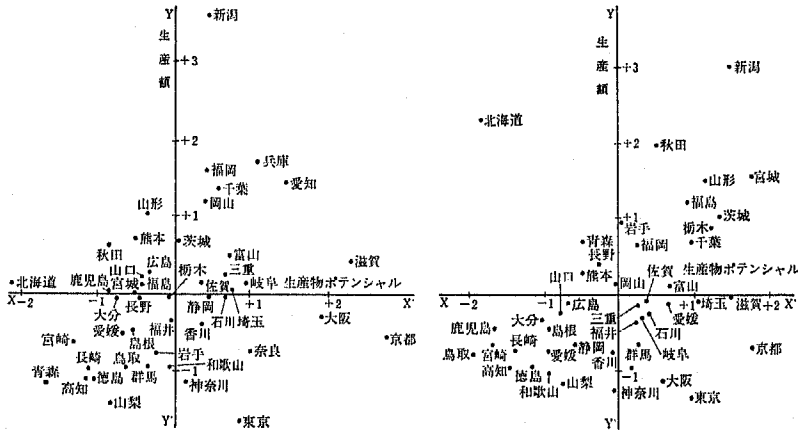 Y
生産額
新潟
+3
+2
福岡
兵庫
千葉
愛知
岡山
山形
+1
秋田
熊本
茨城
富山
滋賀
山口
広島
栃木
三重
北海道
鹿児島
宮城
福島
佐賀
岐阜
生産物ポテンシャル
X
-2
-1
長野
静岡
+1
+2
X'
大分
福井
石川
埼玉
大阪
宮崎
愛媛
香川
京都
島根
岩手
奈良
長崎
鳥取
青森
高知
徳島
群馬
-1
和歌山
神奈川
山梨
東京
Y'
Y
生産額
+3
新潟
北海道
+2
秋田
山形
宮城
福島
+1
岩手
茨城
青森
福岡
栃木
千葉
長野
熊本
山口
岡山
佐賀
生産物ポテンシャル
富山
X
-2
-1
広島
+1
埼玉
滋賀
+2
X'
大分
三重
愛媛
鹿児島
島根
福井
石川
鳥取
宮崎
長崎
愛媛
静岡
香川
群馬
岐阜
京都
高知
徳島
-1
和歌山
山梨
神奈川
大阪
東京
Y'